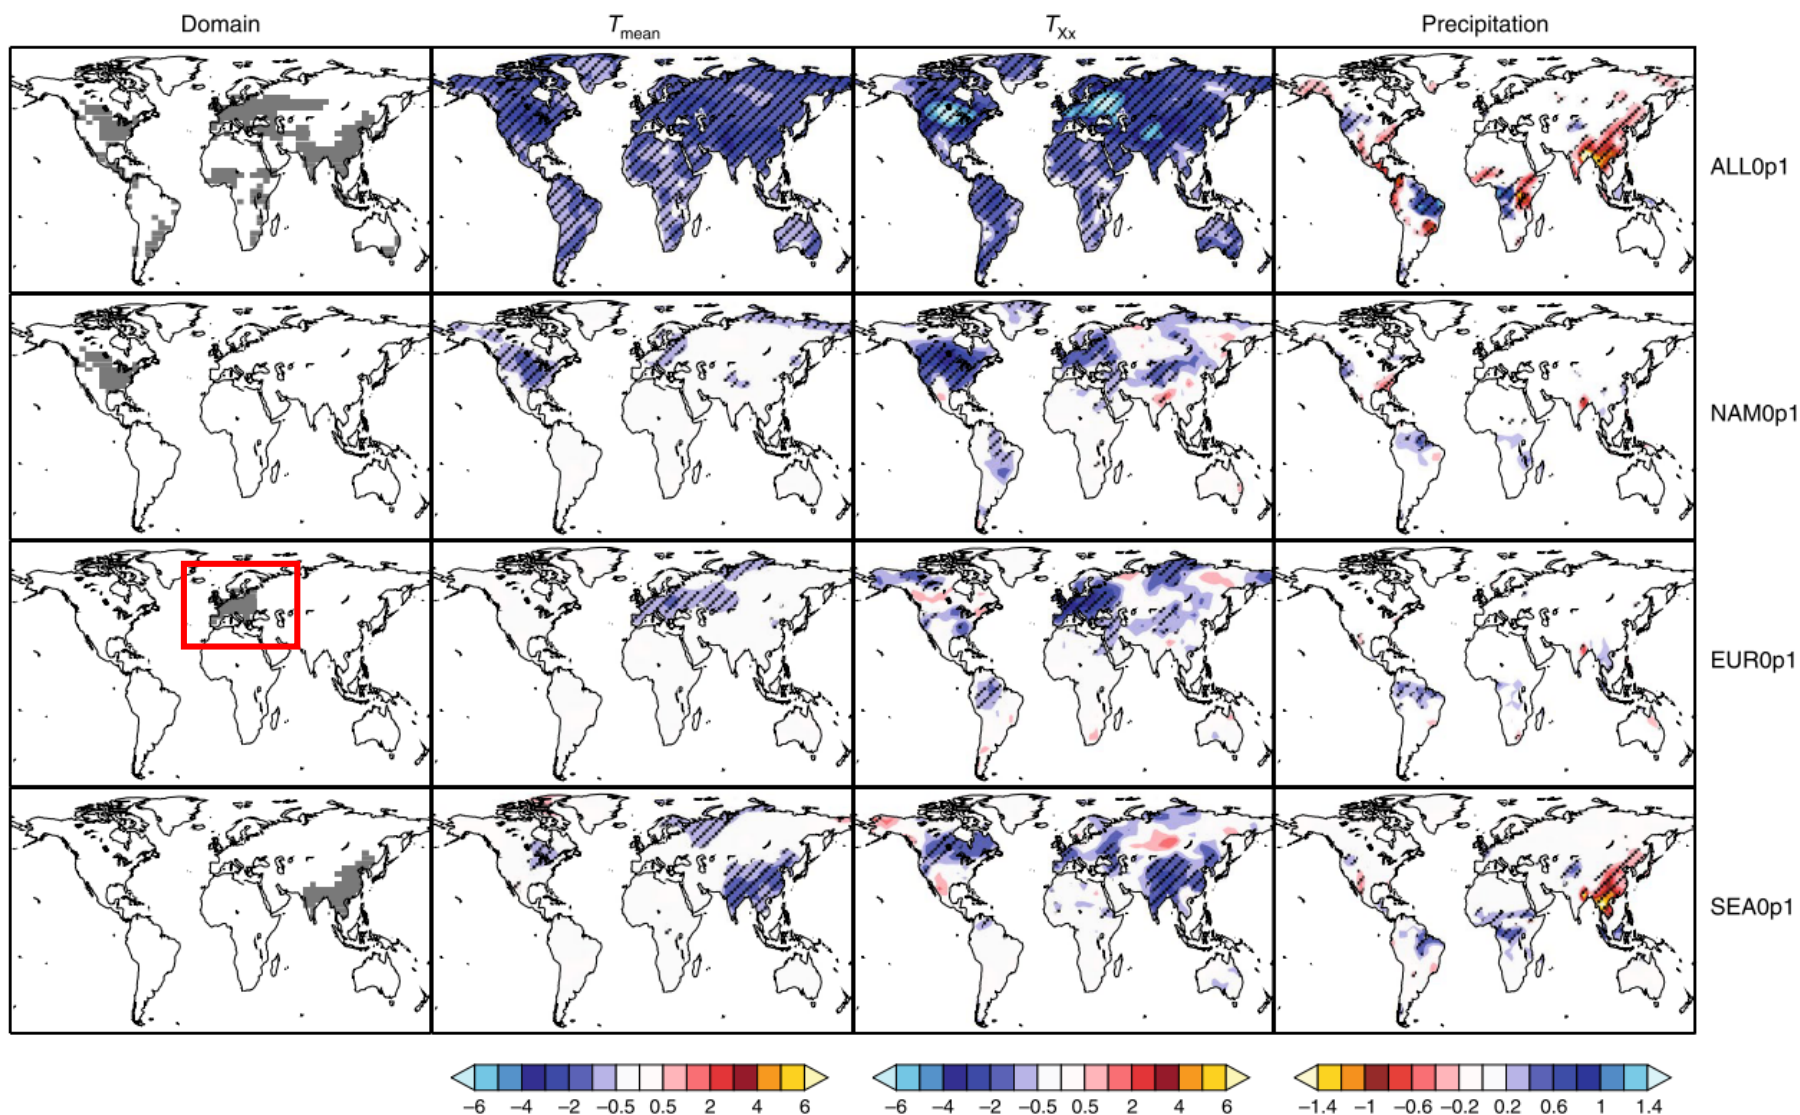 Domain Tmean TXx Precipitation
ALL0p1
NAM0p1
EUR0p1
SEA0p1
−6 −4 −2 −0.5 0.5 2 4 6 −6 −4 −2 −0.5 0.5 2 4 6 −1.4 −1 −0.6 −0.2 0.2 0.6 1 1.4